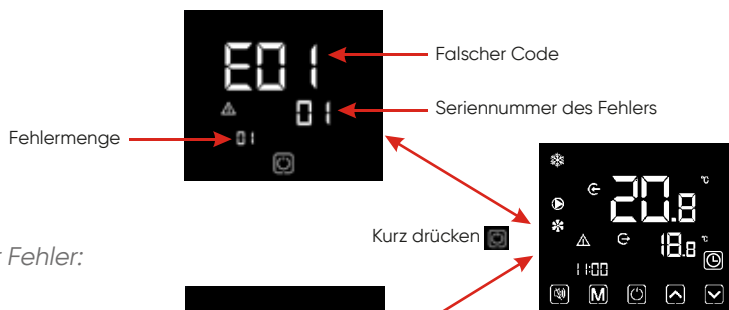 E01
Falscher Code
01
Seriennummer des Fehlers
Fehlermenge
01
Kurz drücken
20.8 °C
18.8 °C
11:00
M
Fehler: